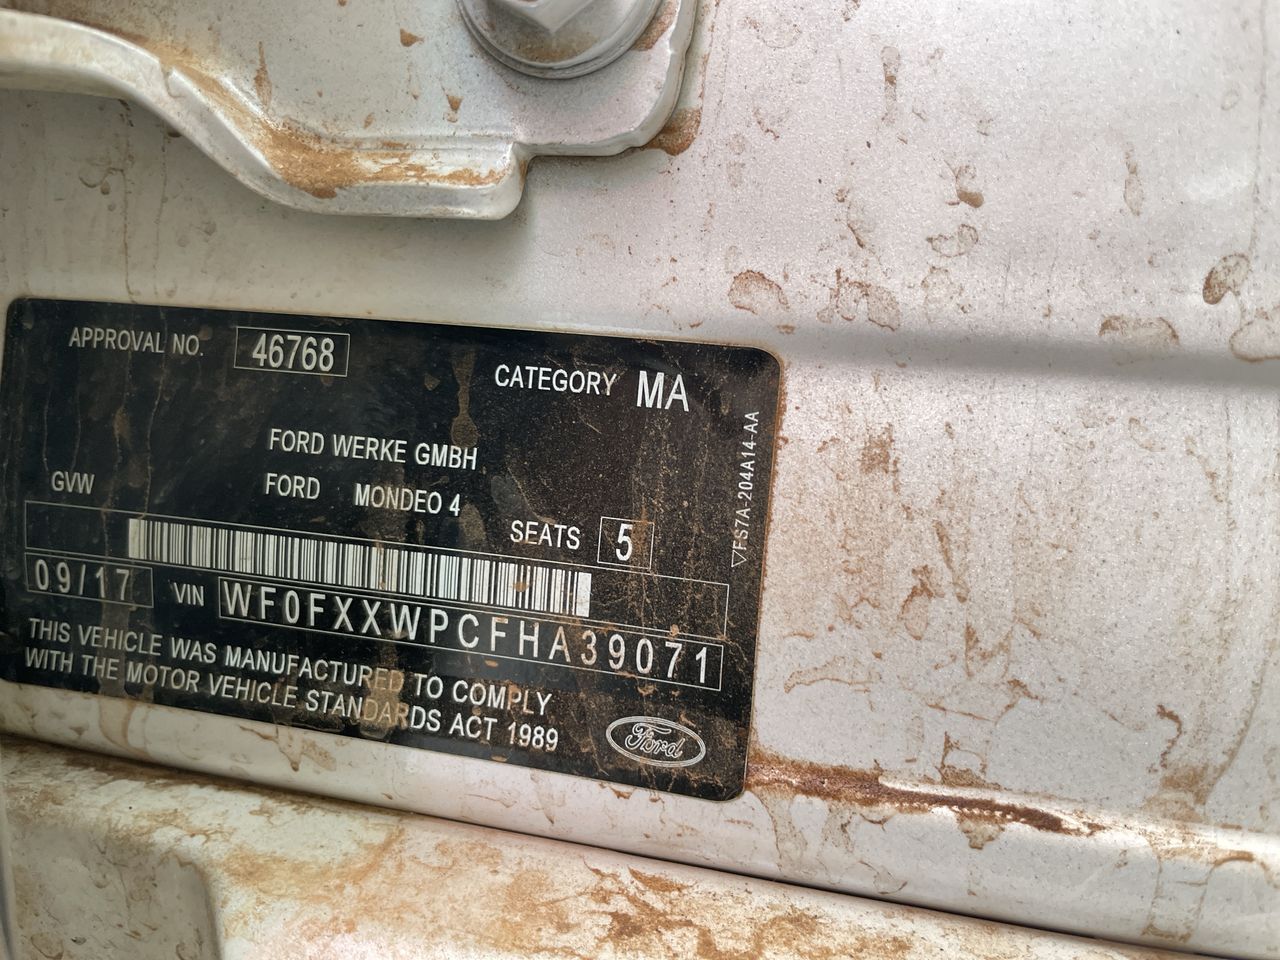 APPROVAL NO. 46768
CATEGORY MA
FORD WERKE GMBH
FORD MONDEO 4
GVW
SEATS 5
09/17 VIN WF0FXXWPCFHA39071
THIS VEHICLE WAS MANUFACTURED TO COMPLY
WITH THE MOTOR VEHICLE STANDARDS ACT 1989
Ford
FS7A-204A14-AA